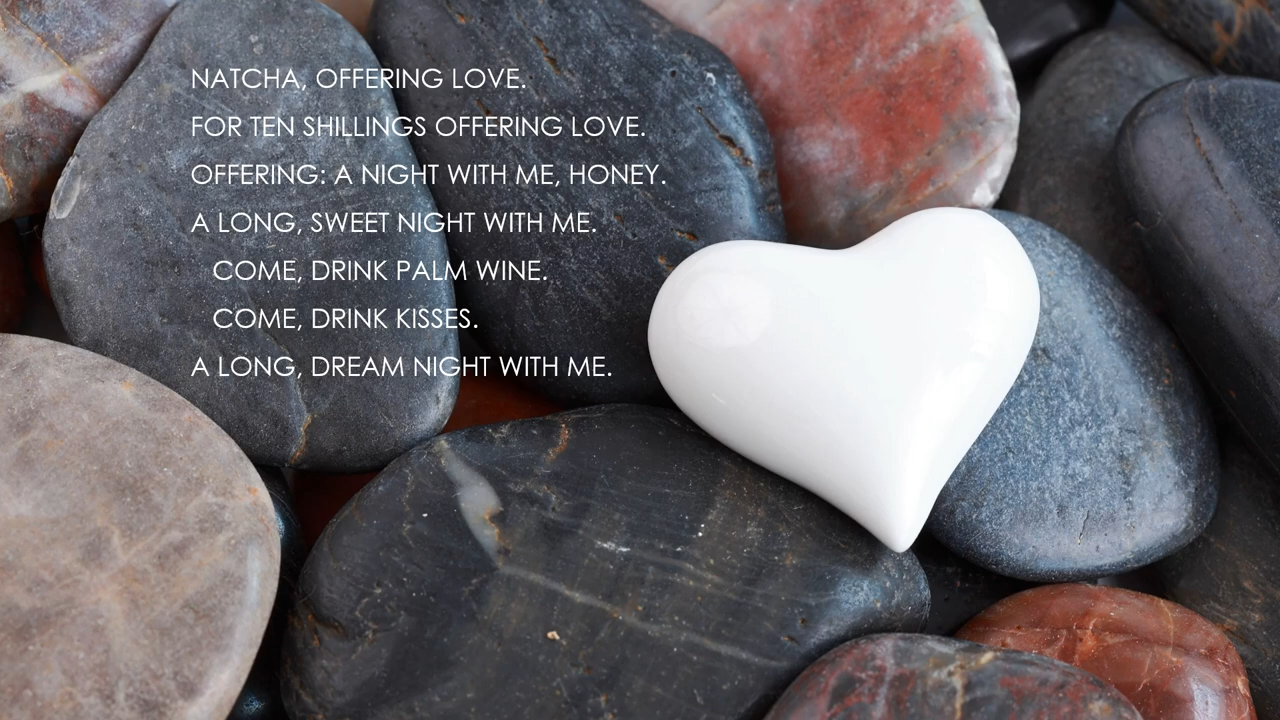 NATCHA, OFFERING LOVE.
FOR TEN SHILLINGS OFFERING LOVE.
OFFERING: A NIGHT WITH ME, HONEY.
A LONG, SWEET NIGHT WITH ME.
COME, DRINK PALM WINE.
COME, DRINK KISSES.
A LONG, DREAM NIGHT WITH ME.